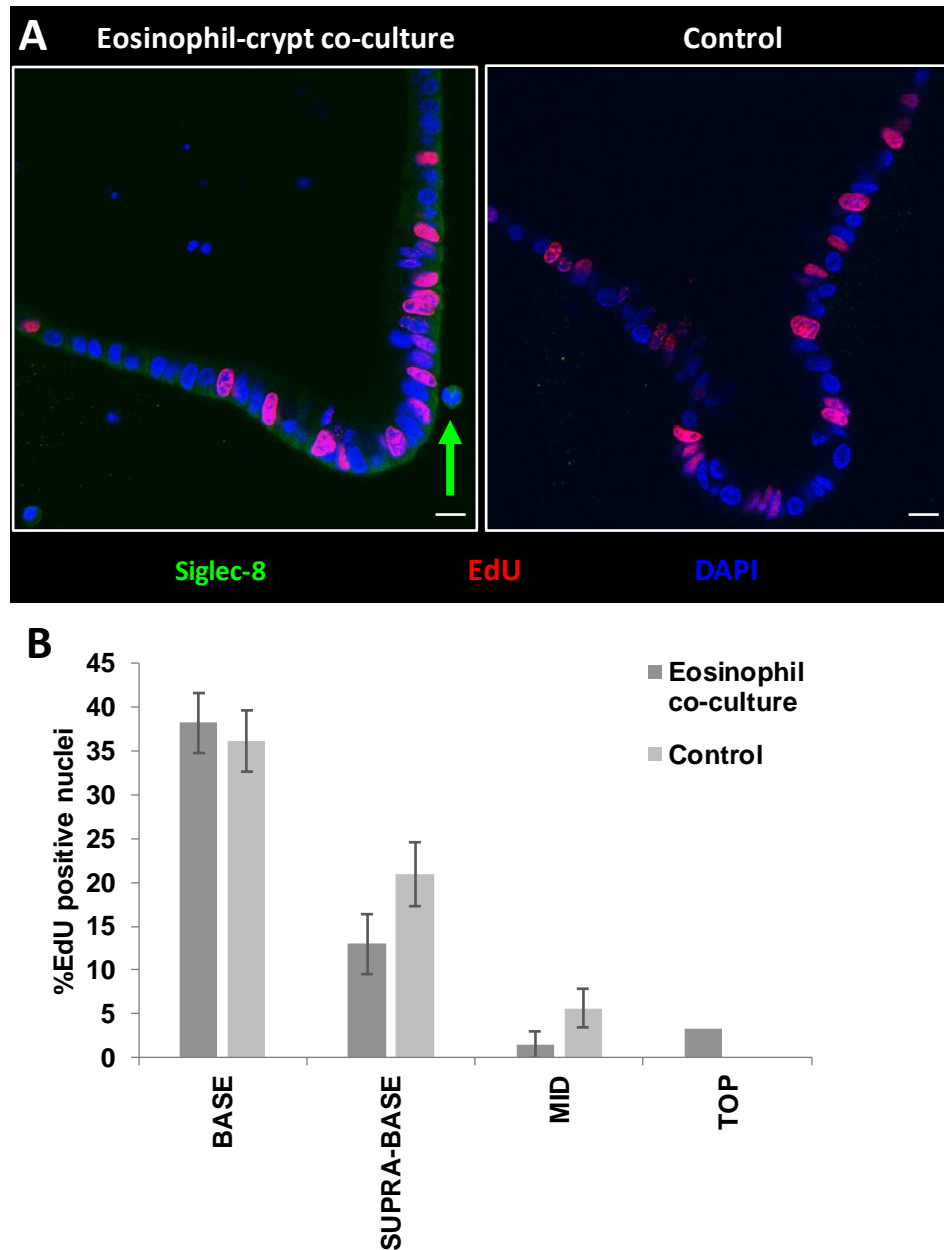 A
Eosinophil-crypt co-culture
Control
Siglec-8
EdU
DAPI
B
%EdU positive nuclei
45
40
35
30
25
20
15
10
5
0
BASE
SUPRA-BASE
MID
TOP
Eosinophil
co-culture
Control